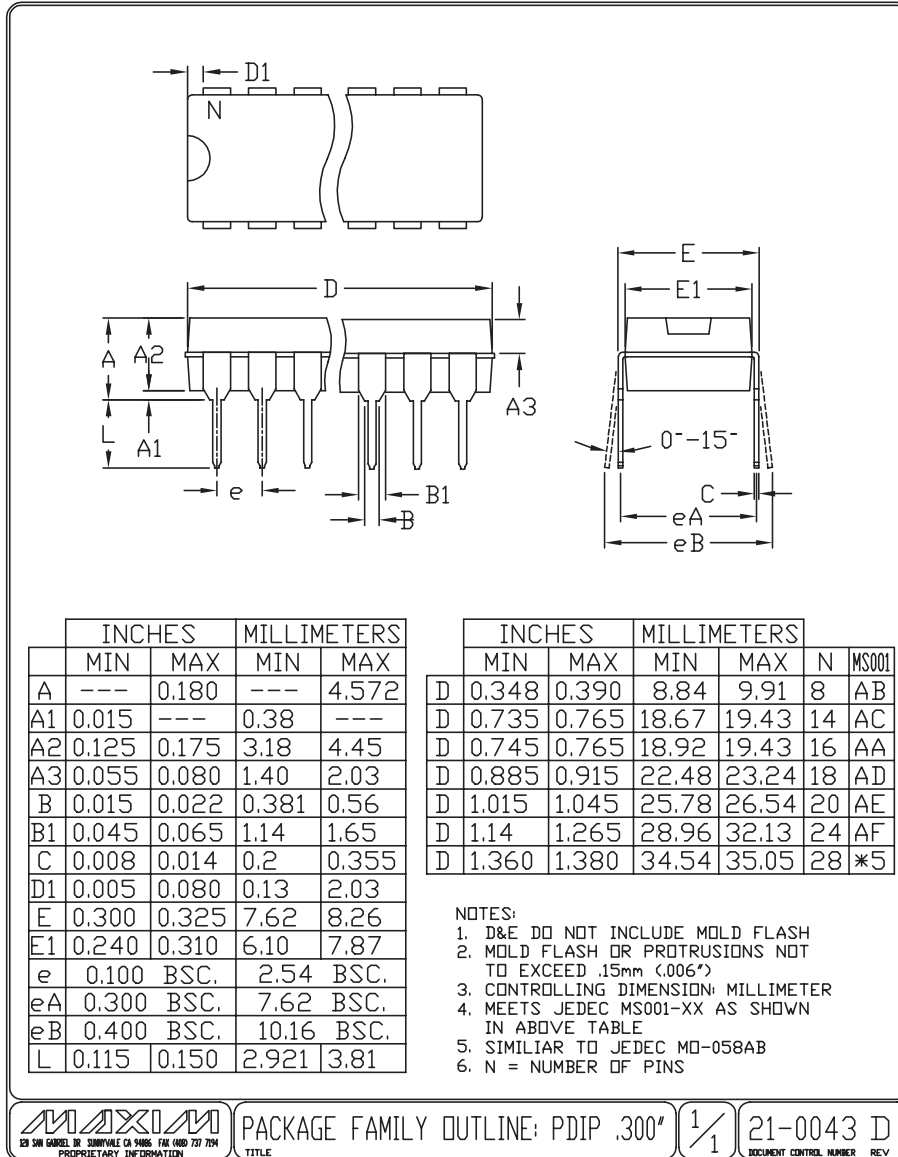 D1
N
D
E
E1
A
A2
A3
L
A1
0°-15°
e
B1
B
C
eA
eB
INCHES MILLIMETERS
MIN MAX MIN MAX
A --- 0.180 --- 4.572
A1 0.015 --- 0.38 ---
A2 0.125 0.175 3.18 4.45
A3 0.055 0.080 1.40 2.03
B 0.015 0.022 0.381 0.56
B1 0.045 0.065 1.14 1.65
C 0.008 0.014 0.2 0.355
D1 0.005 0.080 0.13 2.03
E 0.300 0.325 7.62 8.26
E1 0.240 0.310 6.10 7.87
e 0.100 BSC. 2.54 BSC.
eA 0.300 BSC. 7.62 BSC.
eB 0.400 BSC. 10.16 BSC.
L 0.115 0.150 2.921 3.81
INCHES MILLIMETERS
MIN MAX MIN MAX N MS001
D 0.348 0.390 8.84 9.91 8 AB
D 0.735 0.765 18.67 19.43 14 AC
D 0.745 0.765 18.92 19.43 16 AA
D 0.885 0.915 22.48 23.24 18 AD
D 1.015 1.045 25.78 26.54 20 AE
D 1.14 1.265 28.96 32.13 24 AF
D 1.360 1.380 34.54 35.05 28 *5
NOTES:
1. D&E DO NOT INCLUDE MOLD FLASH
2. MOLD FLASH OR PROTRUSIONS NOT
TO EXCEED .15mm (.006")
3. CONTROLLING DIMENSION: MILLIMETER
4. MEETS JEDEC MS001-XX AS SHOWN
IN ABOVE TABLE
5. SIMILIAR TO JEDEC MO-058AB
6. N = NUMBER OF PINS
MAXIM
120 SAN GABRIEL DR SUNNYVALE CA 94086 FAX (408) 737 7194
PROPRIETARY INFORMATION
PACKAGE FAMILY OUTLINE: PDIP .300"
TITLE
1/1
21-0043 D
DOCUMENT CONTROL NUMBER REV